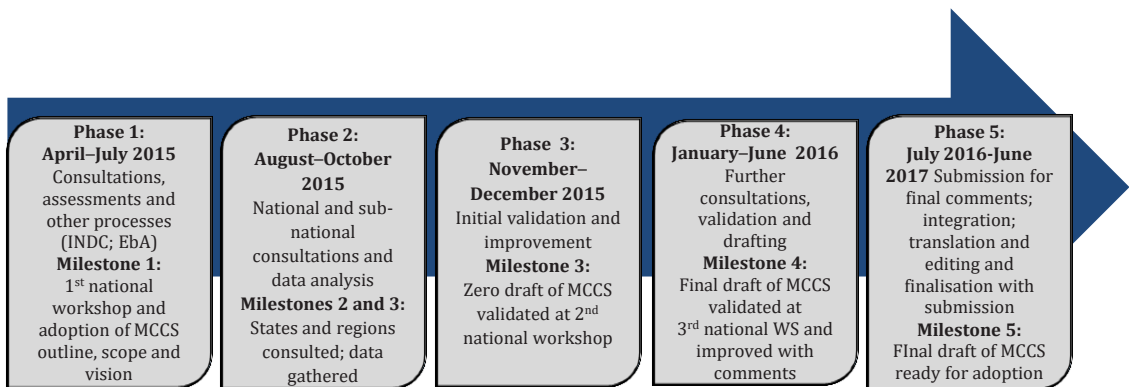 Phase 1:
April–July 2015
Consultations,
assessments and
other processes
(INDC; EbA)
Milestone 1:
1st national
workshop and
adoption of MCCS
outline, scope and
vision
Phase 2:
August–October
2015
National and sub-
national
consultations and
data analysis
Milestones 2 and 3:
States and regions
consulted; data
gathered
Phase 3:
November–
December 2015
Initial validation and
improvement
Milestone 3:
Zero draft of MCCS
validated at 2nd
national workshop
Phase 4:
January–June 2016
Further
consultations,
validation and
drafting
Milestone 4:
Final draft of MCCS
validated at
3rd national WS and
improved with
comments
Phase 5:
July 2016-June
2017 Submission for
final comments;
integration;
translation and
editing and
finalisation with
submission
Milestone 5:
FInal draft of MCCS
ready for adoption